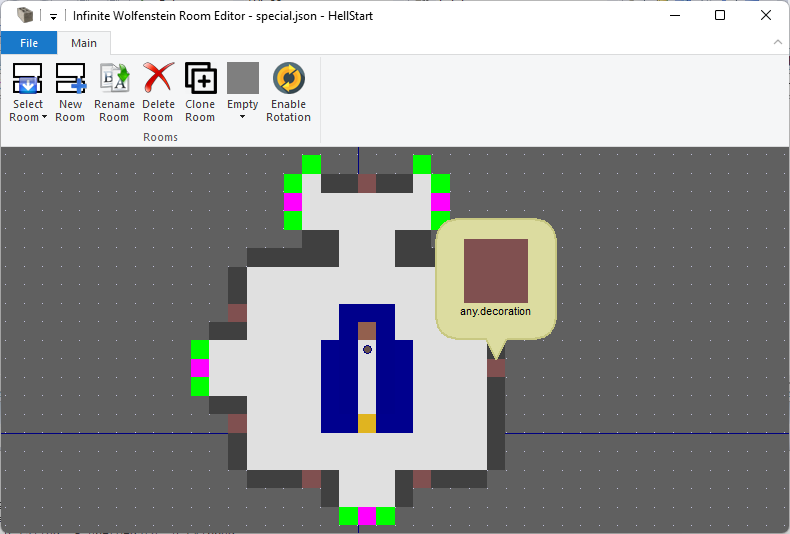 Infinite Wolfenstein Room Editor - special.json - HellStart
File Main
Select Room New Room Rename Room Delete Room Clone Room Empty Enable Rotation
Rooms
any.decoration